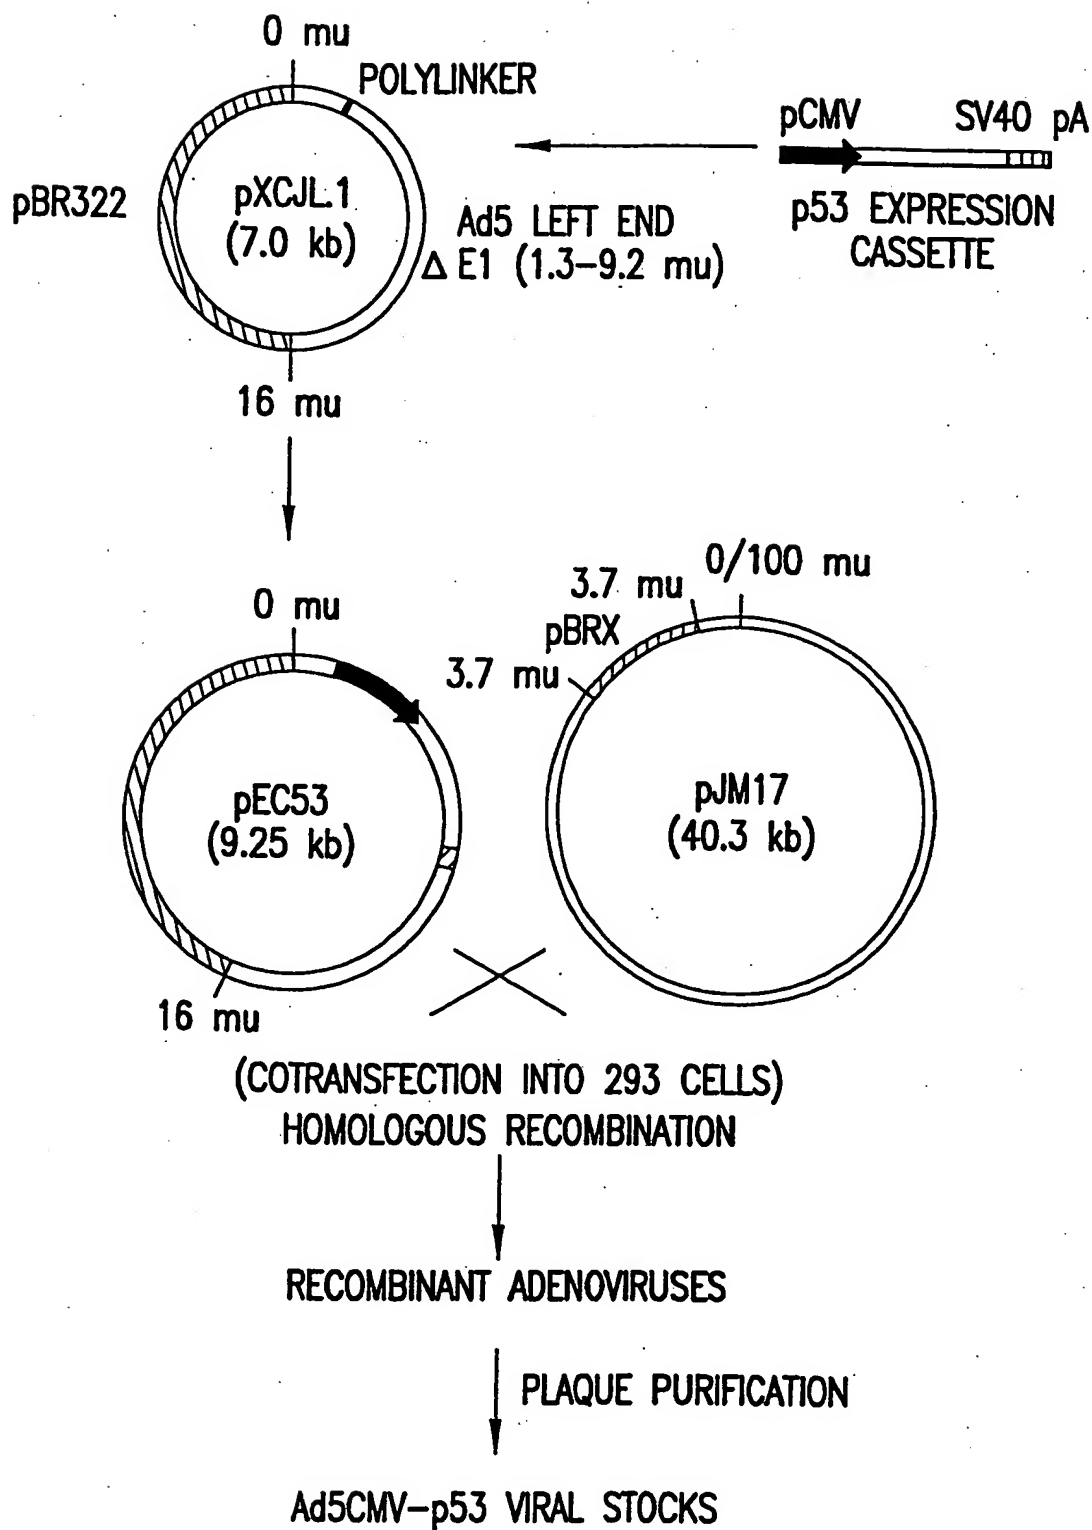 0 mu
POLYLINKER
pCMV
SV40 pA
pBR322
pXCJL.1
(7.0 kb)
Ad5 LEFT END
Δ E1 (1.3–9.2 mu)
p53 EXPRESSION
CASSETTE
16 mu
0 mu
3.7 mu
0/100 mu
pBRX
3.7 mu
pEC53
(9.25 kb)
pJM17
(40.3 kb)
16 mu
(COTRANSFECTION INTO 293 CELLS)
HOMOLOGOUS RECOMBINATION
RECOMBINANT ADENOVIRUSES
PLAQUE PURIFICATION
Ad5CMV–p53 VIRAL STOCKS